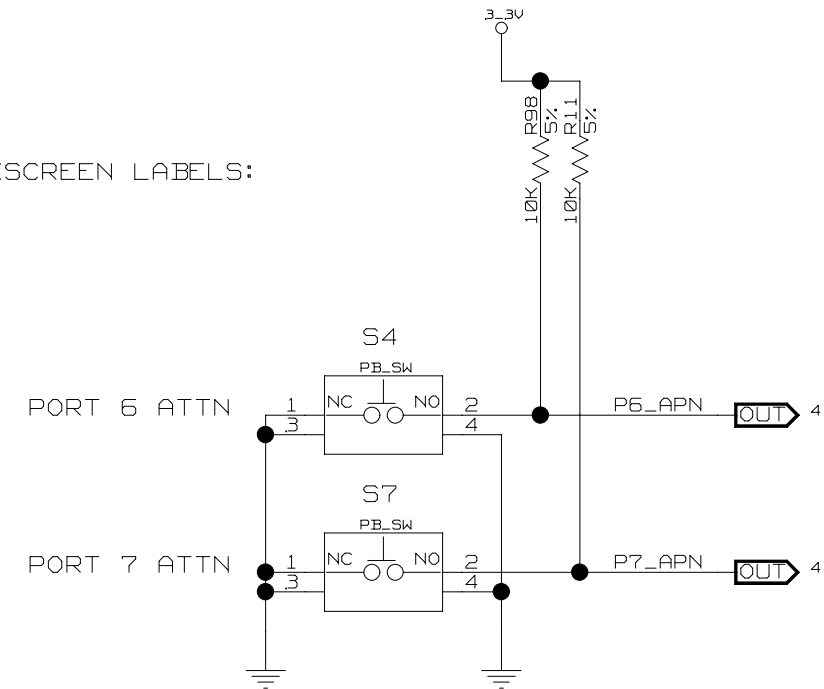 3_3V
R98
5%
R11
5%
10K
10K
SCREEN LABELS:
S4
PB_SW
PORT 6 ATTN
1
NC
NO
2
P6_APN
OUT
4
3
4
S7
PB_SW
PORT 7 ATTN
1
NC
NO
2
P7_APN
OUT
4
3
4